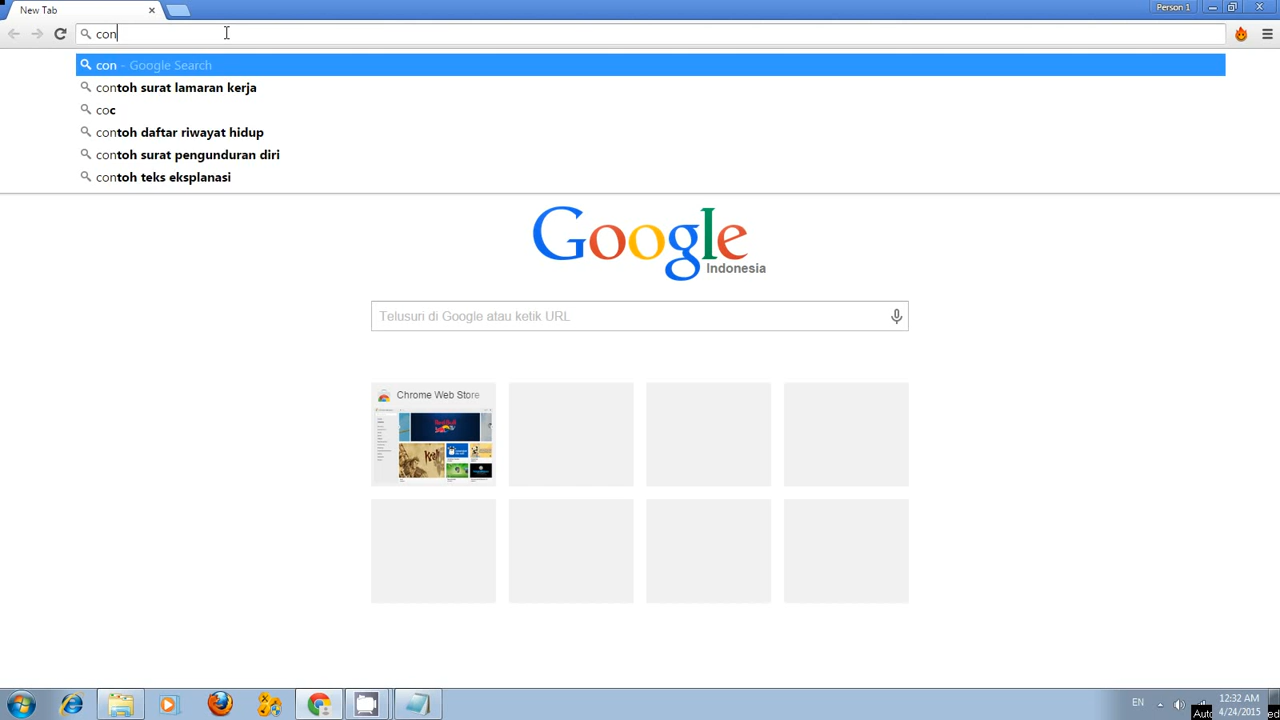 New Tab
Person 1
con
con - Google Search
contoh surat lamaran kerja
coc
contoh daftar riwayat hidup
contoh surat pengunduran diri
contoh teks eksplanasi
Google
Indonesia
Telusuri di Google atau ketik URL
Chrome Web Store
Red Bull
EN
12:32 AM
4/24/2015